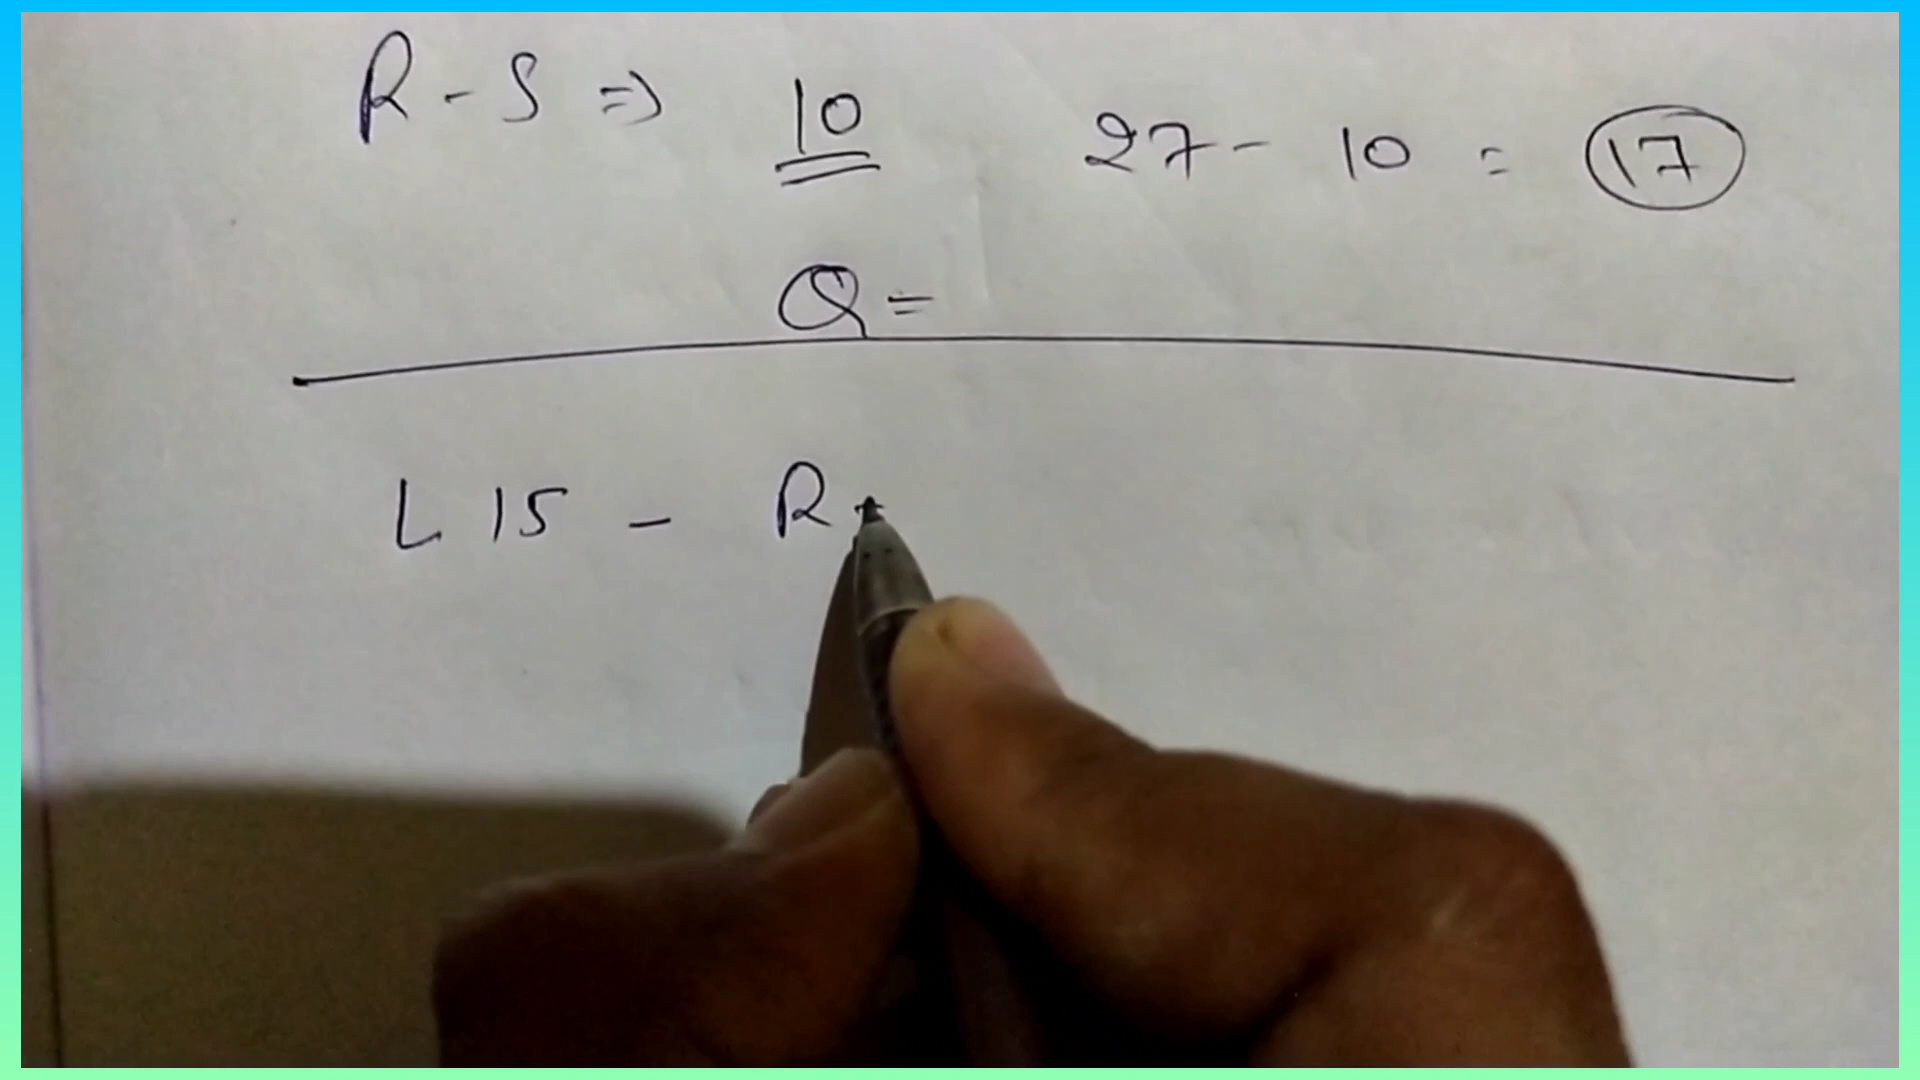 R - S => 10 27 - 10 = 17
Q =
L 15 - R